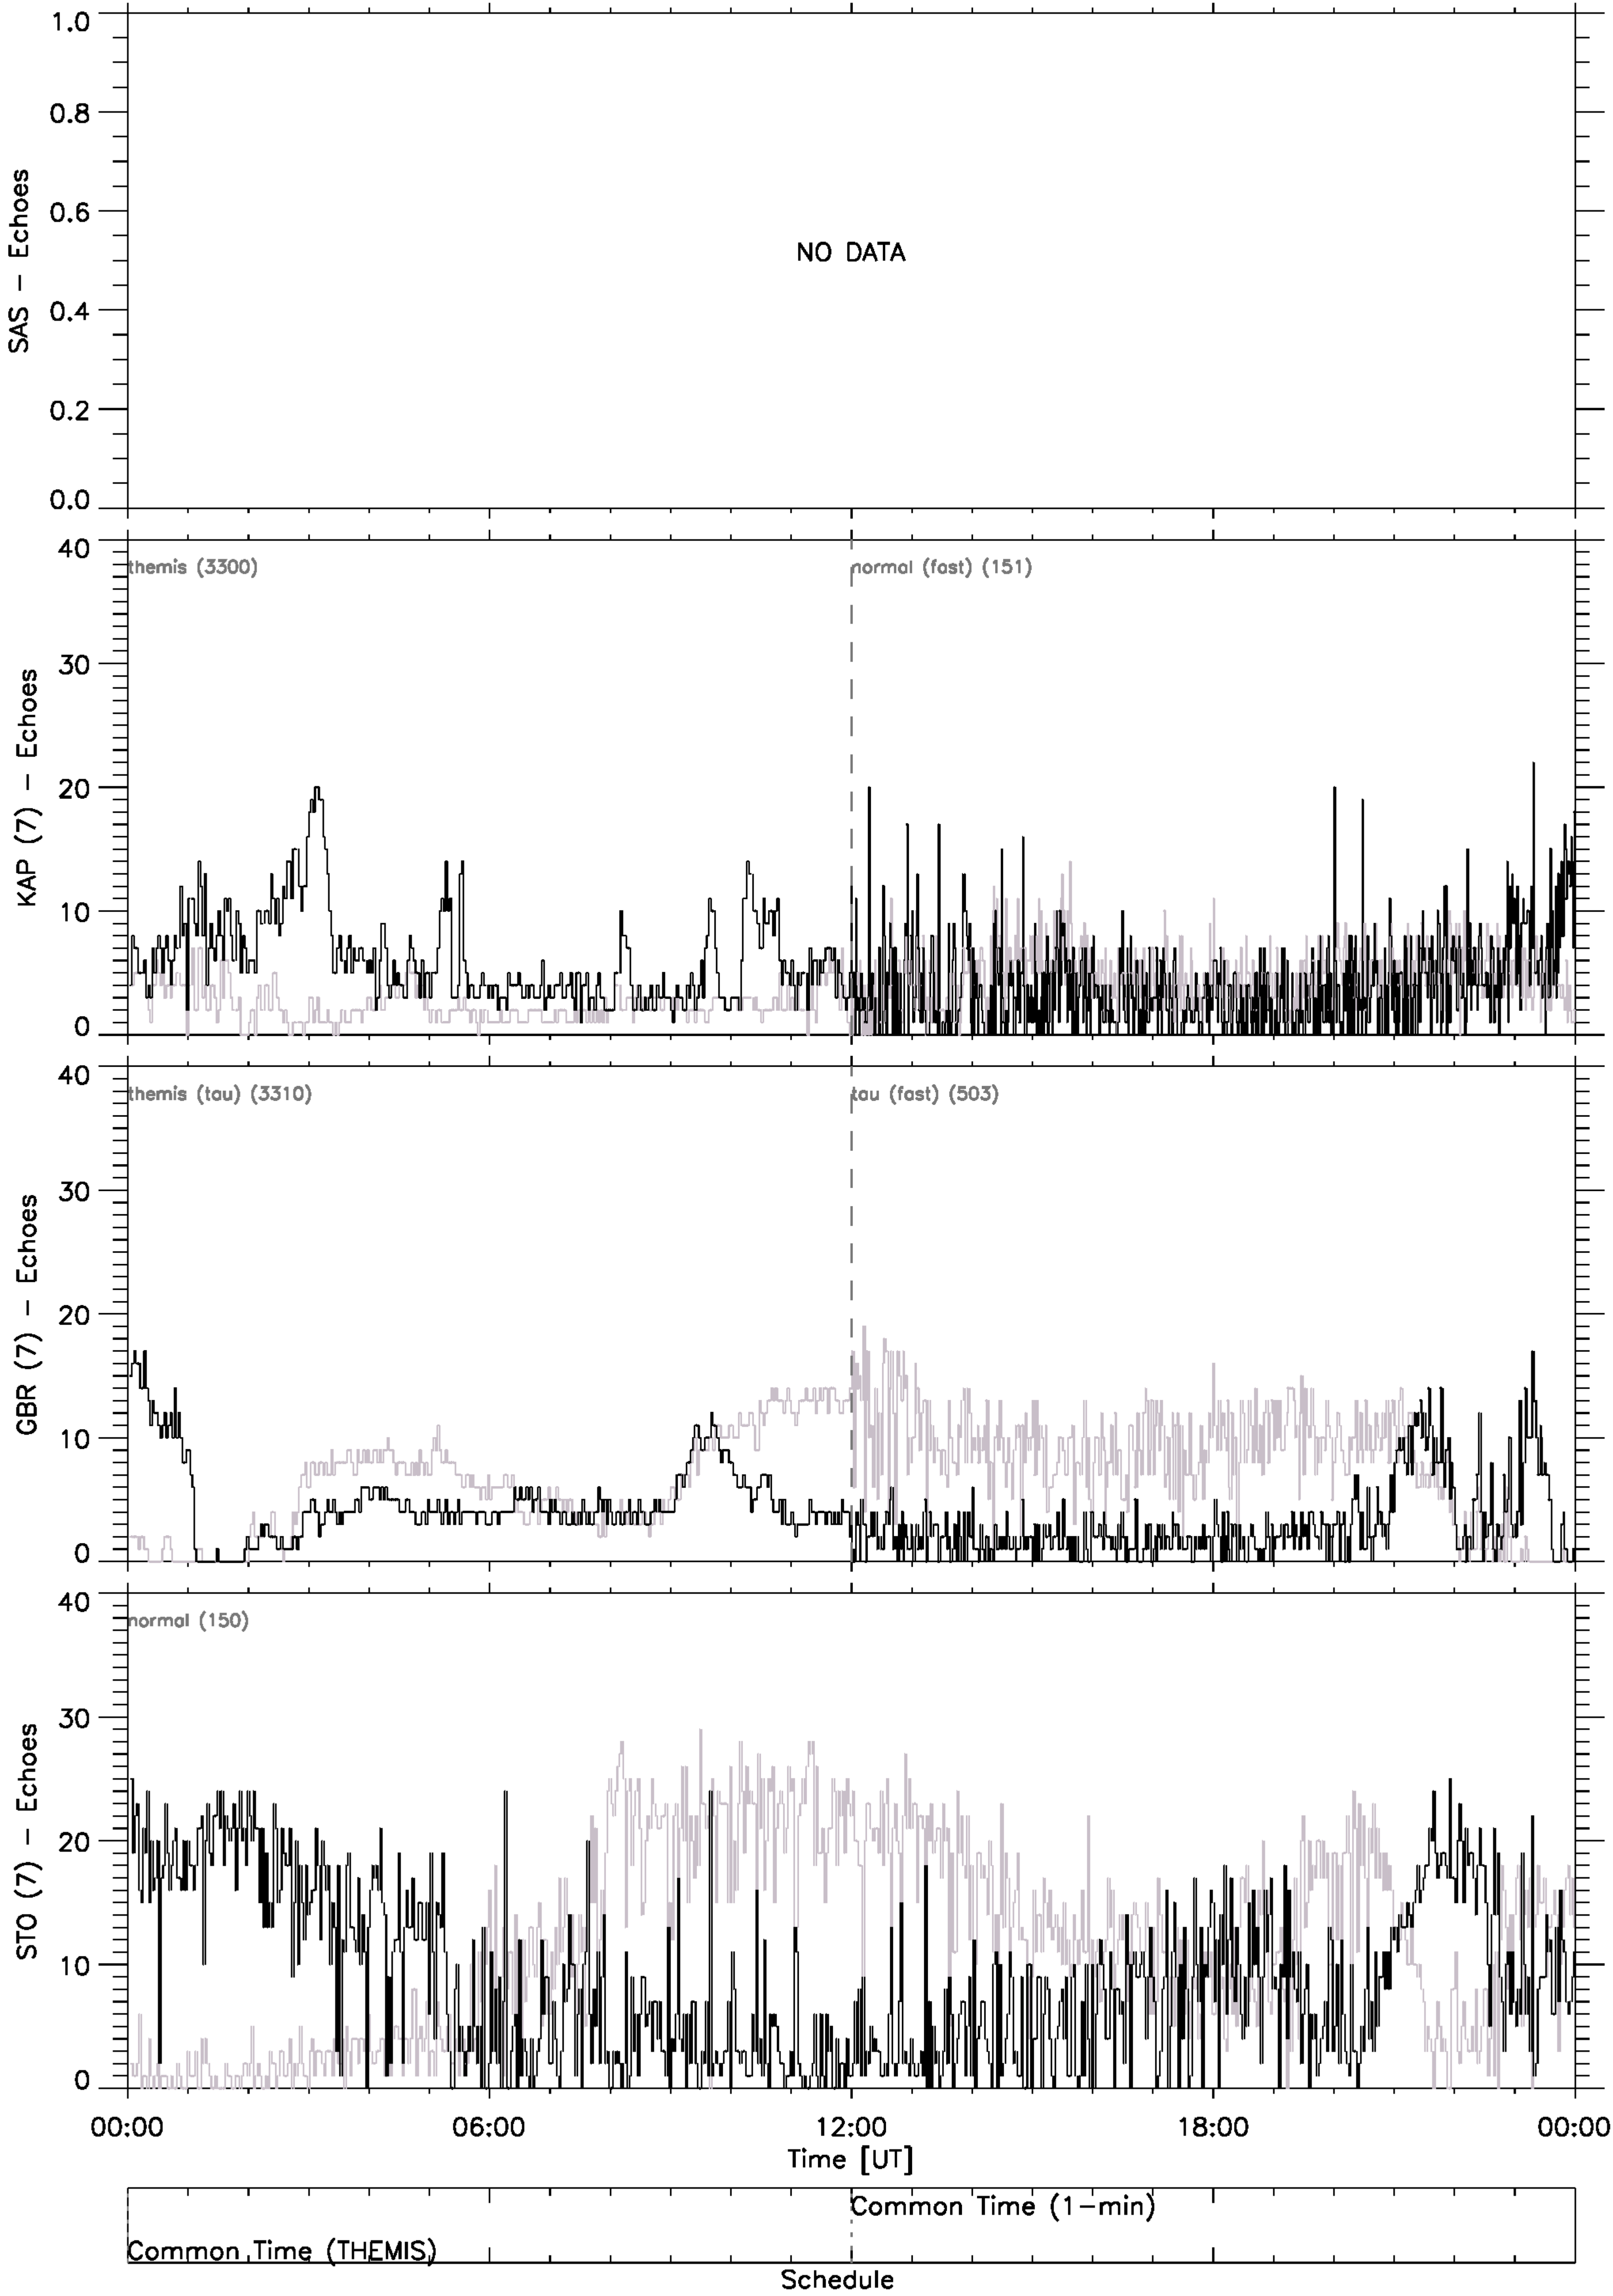 1.0
0.8
0.6
0.4
0.2
0.0
SAS - Echoes
NO DATA
40
30
20
10
0
KAP (7) - Echoes
themis (3300)
normal (fast) (151)
40
30
20
10
0
GBR (7) - Echoes
themis (tau) (3310)
tau (fast) (503)
40
30
20
10
0
STO (7) - Echoes
normal (150)
00:00 06:00 12:00 18:00 00:00
Time [UT]
Common Time (1-min)
Common Time (THEMIS)
Schedule